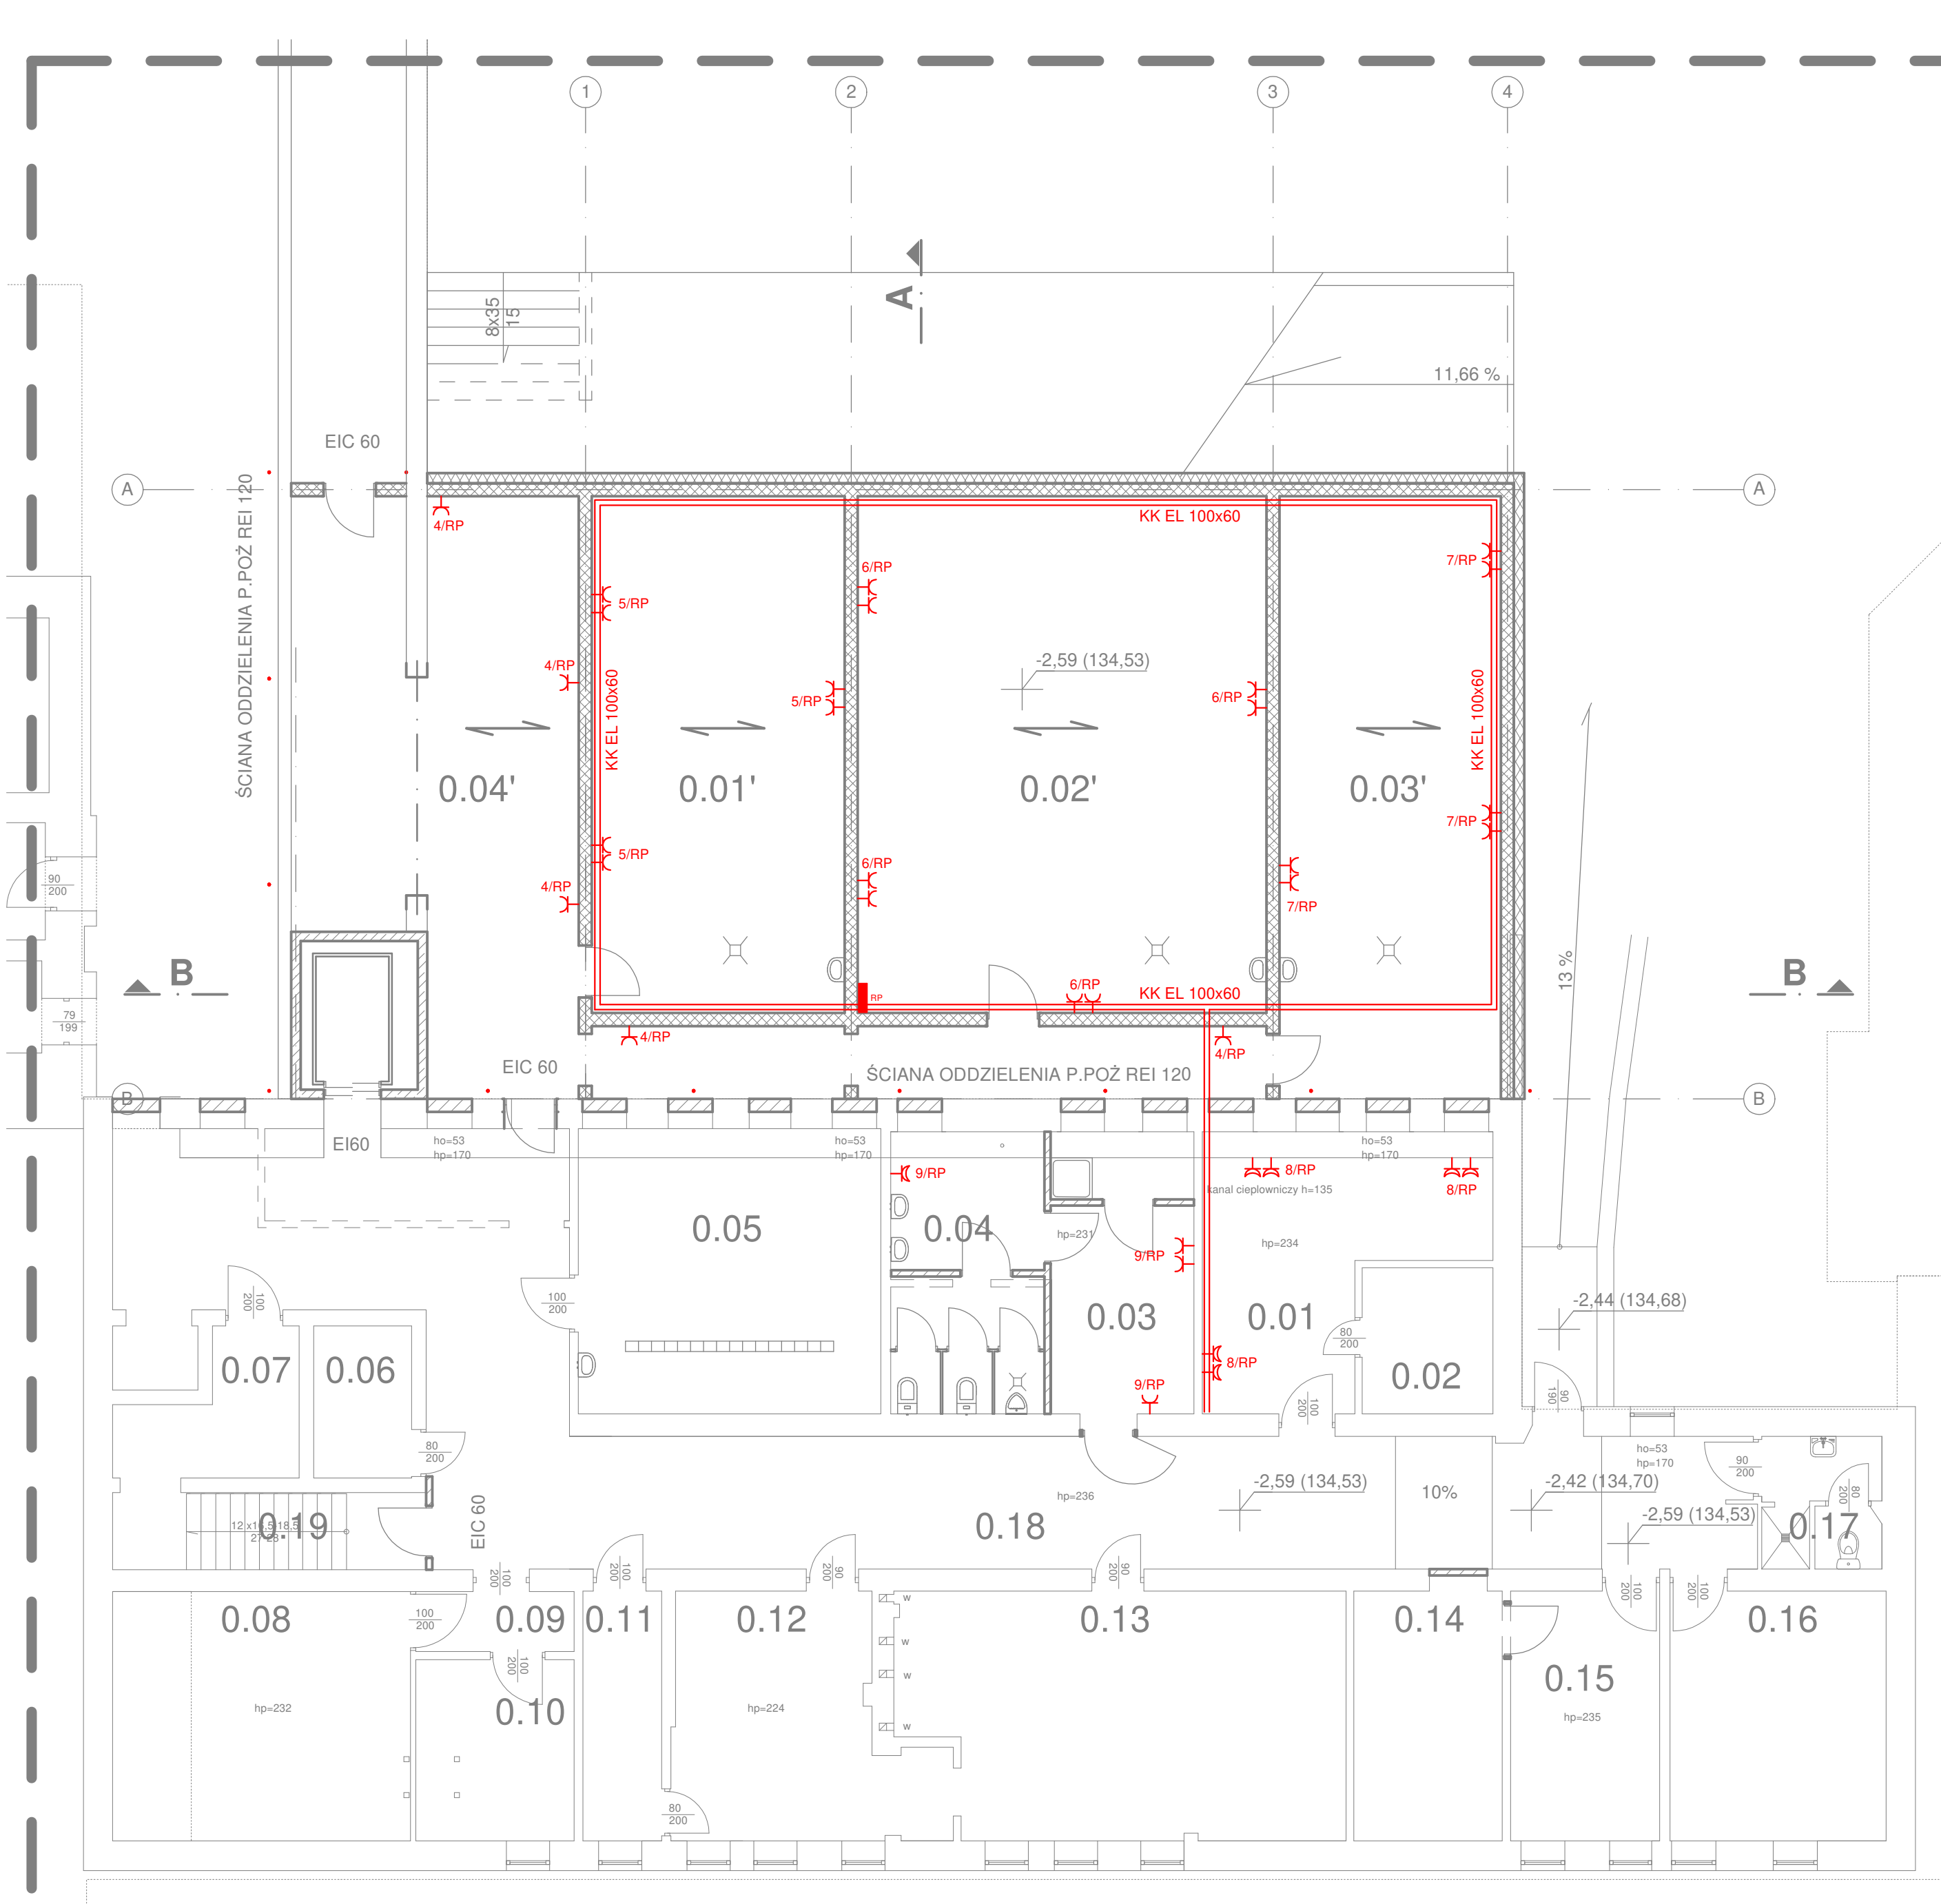 1
2
3
4
A
8x35
15
11,66 %
EIC 60
A
A
ŚCIANA ODDZIELENIA P.POŻ REI 120
4/RP
KK EL 100x60
7/RP
6/RP
5/RP
-2,59 (134,53)
4/RP
KK EL 100x60
5/RP
6/RP
KK EL 100x60
0.04'
0.01'
0.02'
0.03'
7/RP
5/RP
6/RP
4/RP
7/RP
90
200
B
B
13 %
6/RP
KK EL 100x60
RP
79
199
4/RP
4/RP
EIC 60
ŚCIANA ODDZIELENIA P.POŻ REI 120
B
B
EI60
ho=53
hp=170
ho=53
hp=170
ho=53
hp=170
9/RP
8/RP
8/RP
kanal cieplowniczy h=135
0.05
0.04
hp=231
hp=234
9/RP
100
200
100
200
-2,44 (134,68)
0.03
0.01
80
200
0.07
0.06
8/RP
0.02
9/RP
100
200
90
190
80
200
ho=53
hp=170
90
200
-2,59 (134,53)
10%
-2,42 (134,70)
80
200
hp=236
EIC 60
-2,59 (134,53)
0.19
0.18
0.17
100
200
100
200
90
200
90
200
100
200
100
200
0.08
100
200
0.09
0.11
0.12
w
0.13
0.14
0.16
w
100
200
w
0.15
hp=232
0.10
hp=224
w
hp=235
80
200